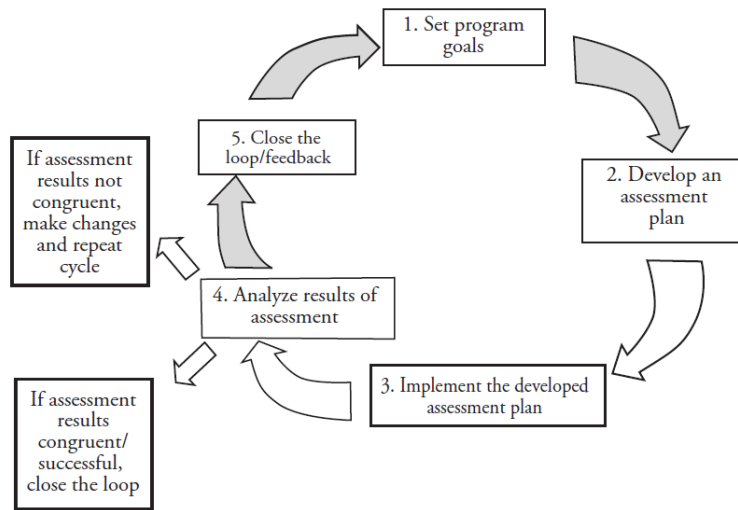 1. Set program
goals
2. Develop an
assessment
plan
3. Implement the developed
assessment plan
4. Analyze results of
assessment
5. Close the
loop/feedback
If assessment
results not
congruent,
make changes
and repeat
cycle
If assessment
results
congruent/
successful,
close the loop